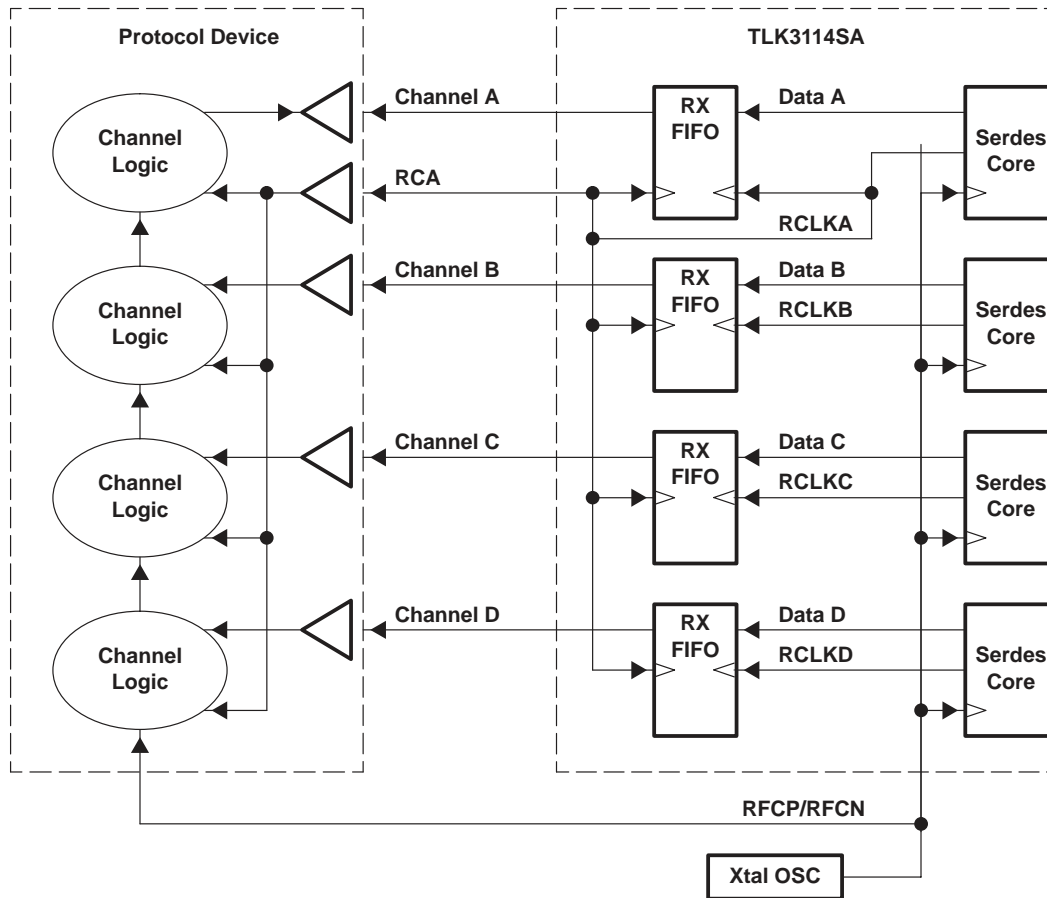 Protocol Device
TLK3114SA
Channel A
RX
FIFO
Data A
Channel
Logic
Serdes
Core
RCA
RCLKA
Channel B
RX
FIFO
Data B
Channel
Logic
RCLKB
Serdes
Core
Channel C
RX
FIFO
Data C
Channel
Logic
RCLKC
Serdes
Core
Channel D
RX
FIFO
Data D
Channel
Logic
RCLKD
Serdes
Core
RFCP/RFCN
Xtal OSC